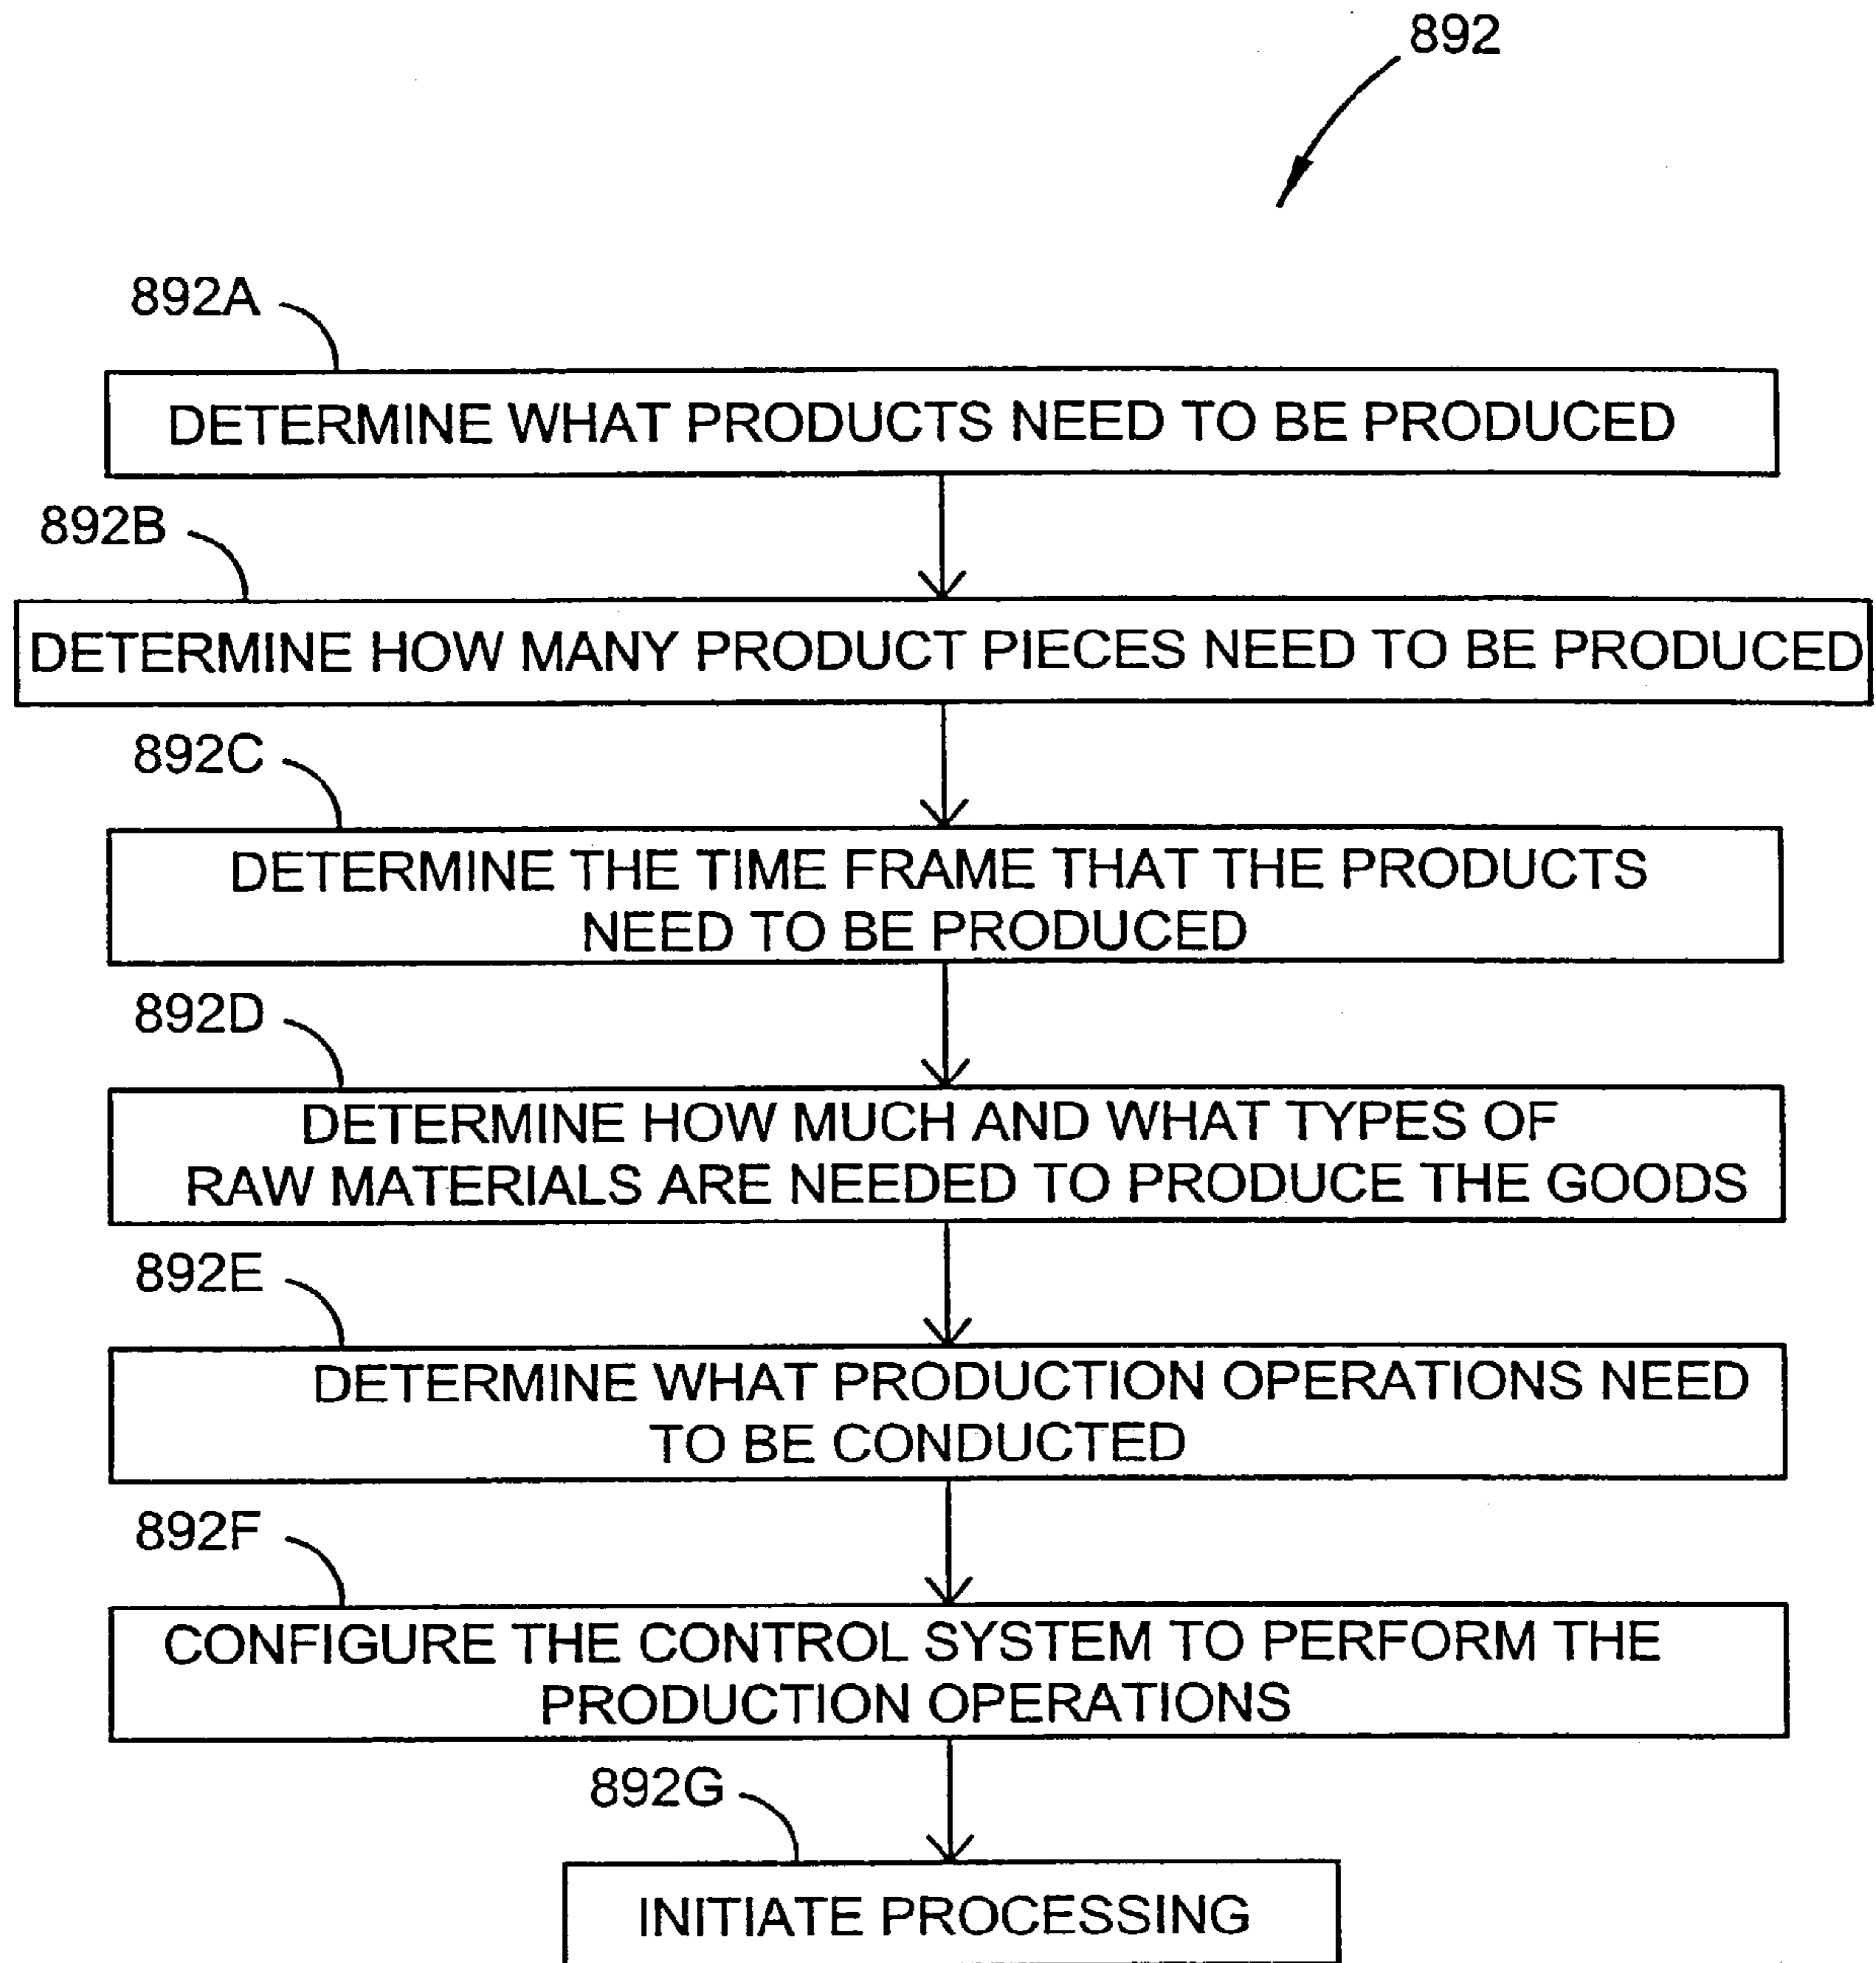 892
892A
DETERMINE WHAT PRODUCTS NEED TO BE PRODUCED
892B
DETERMINE HOW MANY PRODUCT PIECES NEED TO BE PRODUCED
892C
DETERMINE THE TIME FRAME THAT THE PRODUCTS
NEED TO BE PRODUCED
892D
DETERMINE HOW MUCH AND WHAT TYPES OF
RAW MATERIALS ARE NEEDED TO PRODUCE THE GOODS
892E
DETERMINE WHAT PRODUCTION OPERATIONS NEED
TO BE CONDUCTED
892F
CONFIGURE THE CONTROL SYSTEM TO PERFORM THE
PRODUCTION OPERATIONS
892G
INITIATE PROCESSING